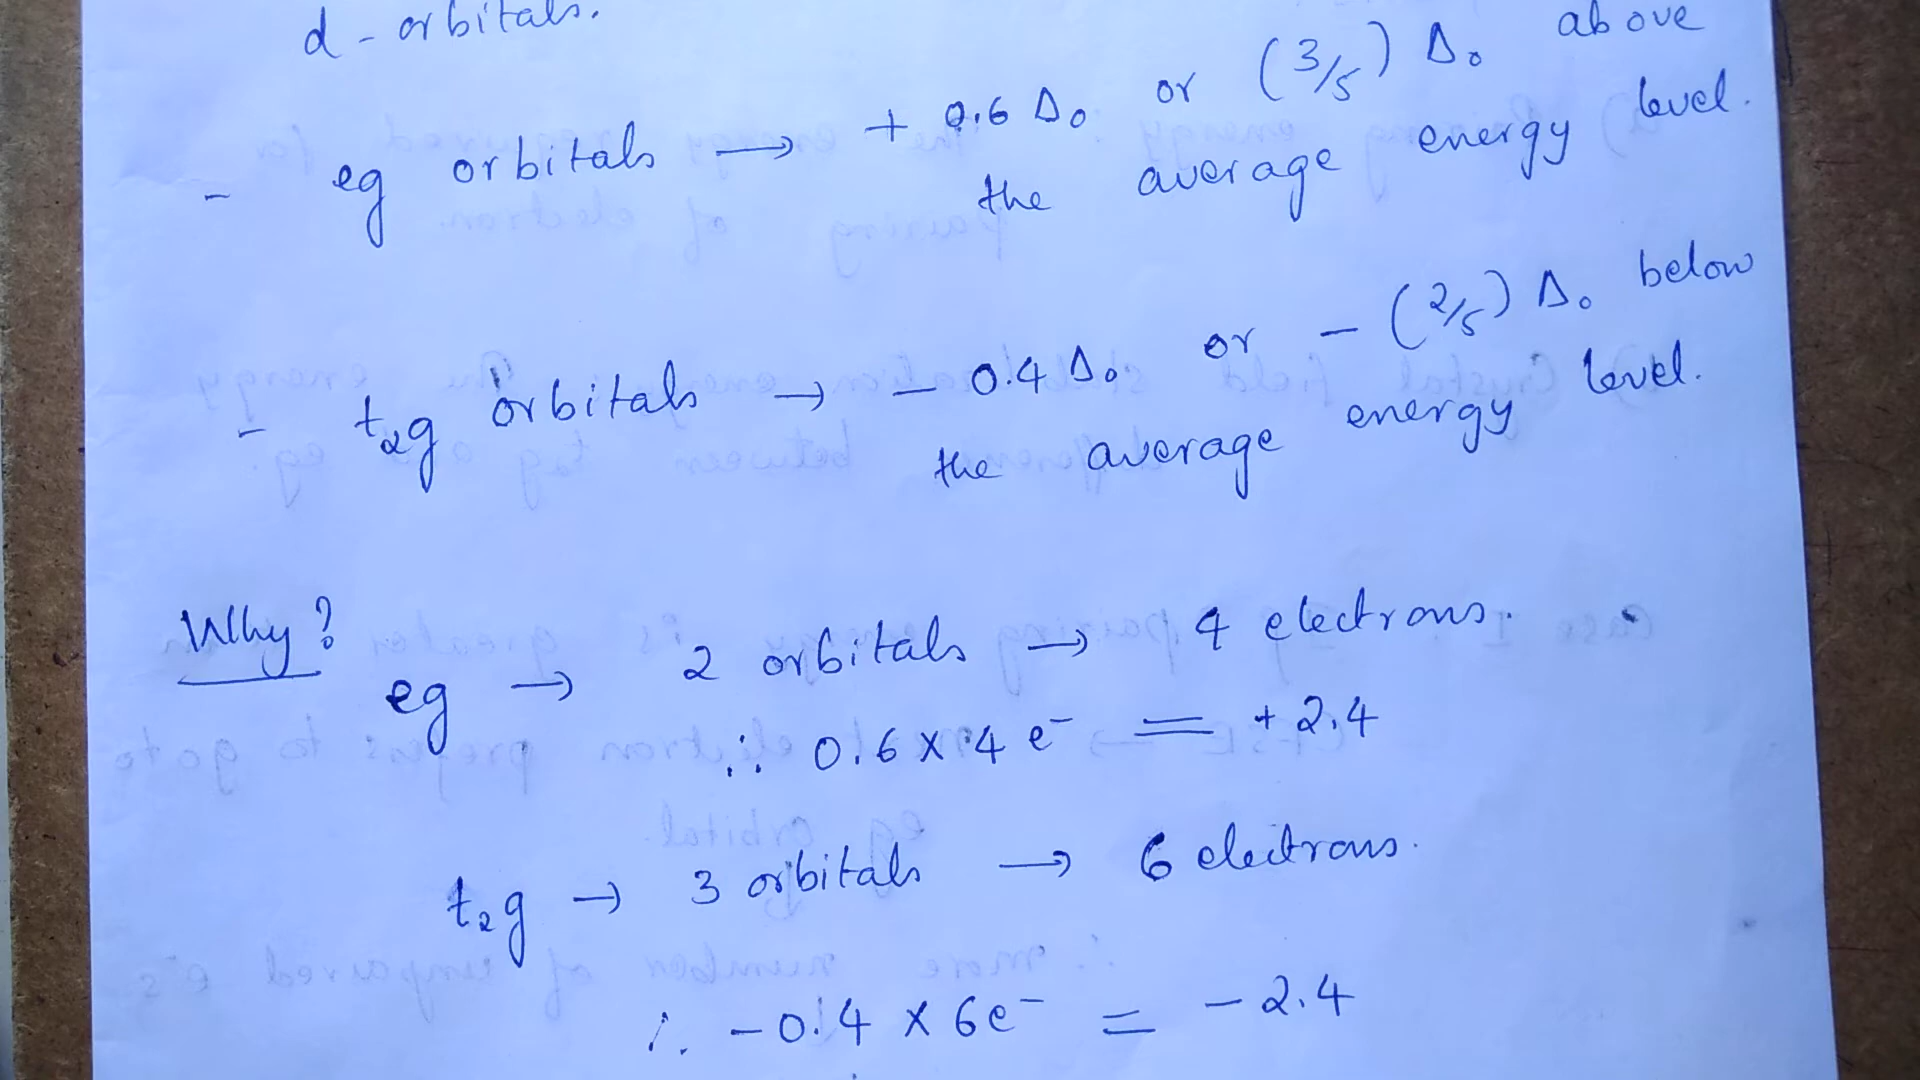 d - orbitals.
- eg orbitals → + 0.6 Δo or (3/5) Δo above
the average energy level.
- t2g orbitals → - 0.4 Δo or - (2/5) Δo below
the average energy level.
Why?
eg → 2 orbitals → 4 electrons.
∴ 0.6 x 4 e⁻ = + 2.4
t2g → 3 orbitals → 6 electrons.
∴ -0.4 x 6e⁻ = - 2.4